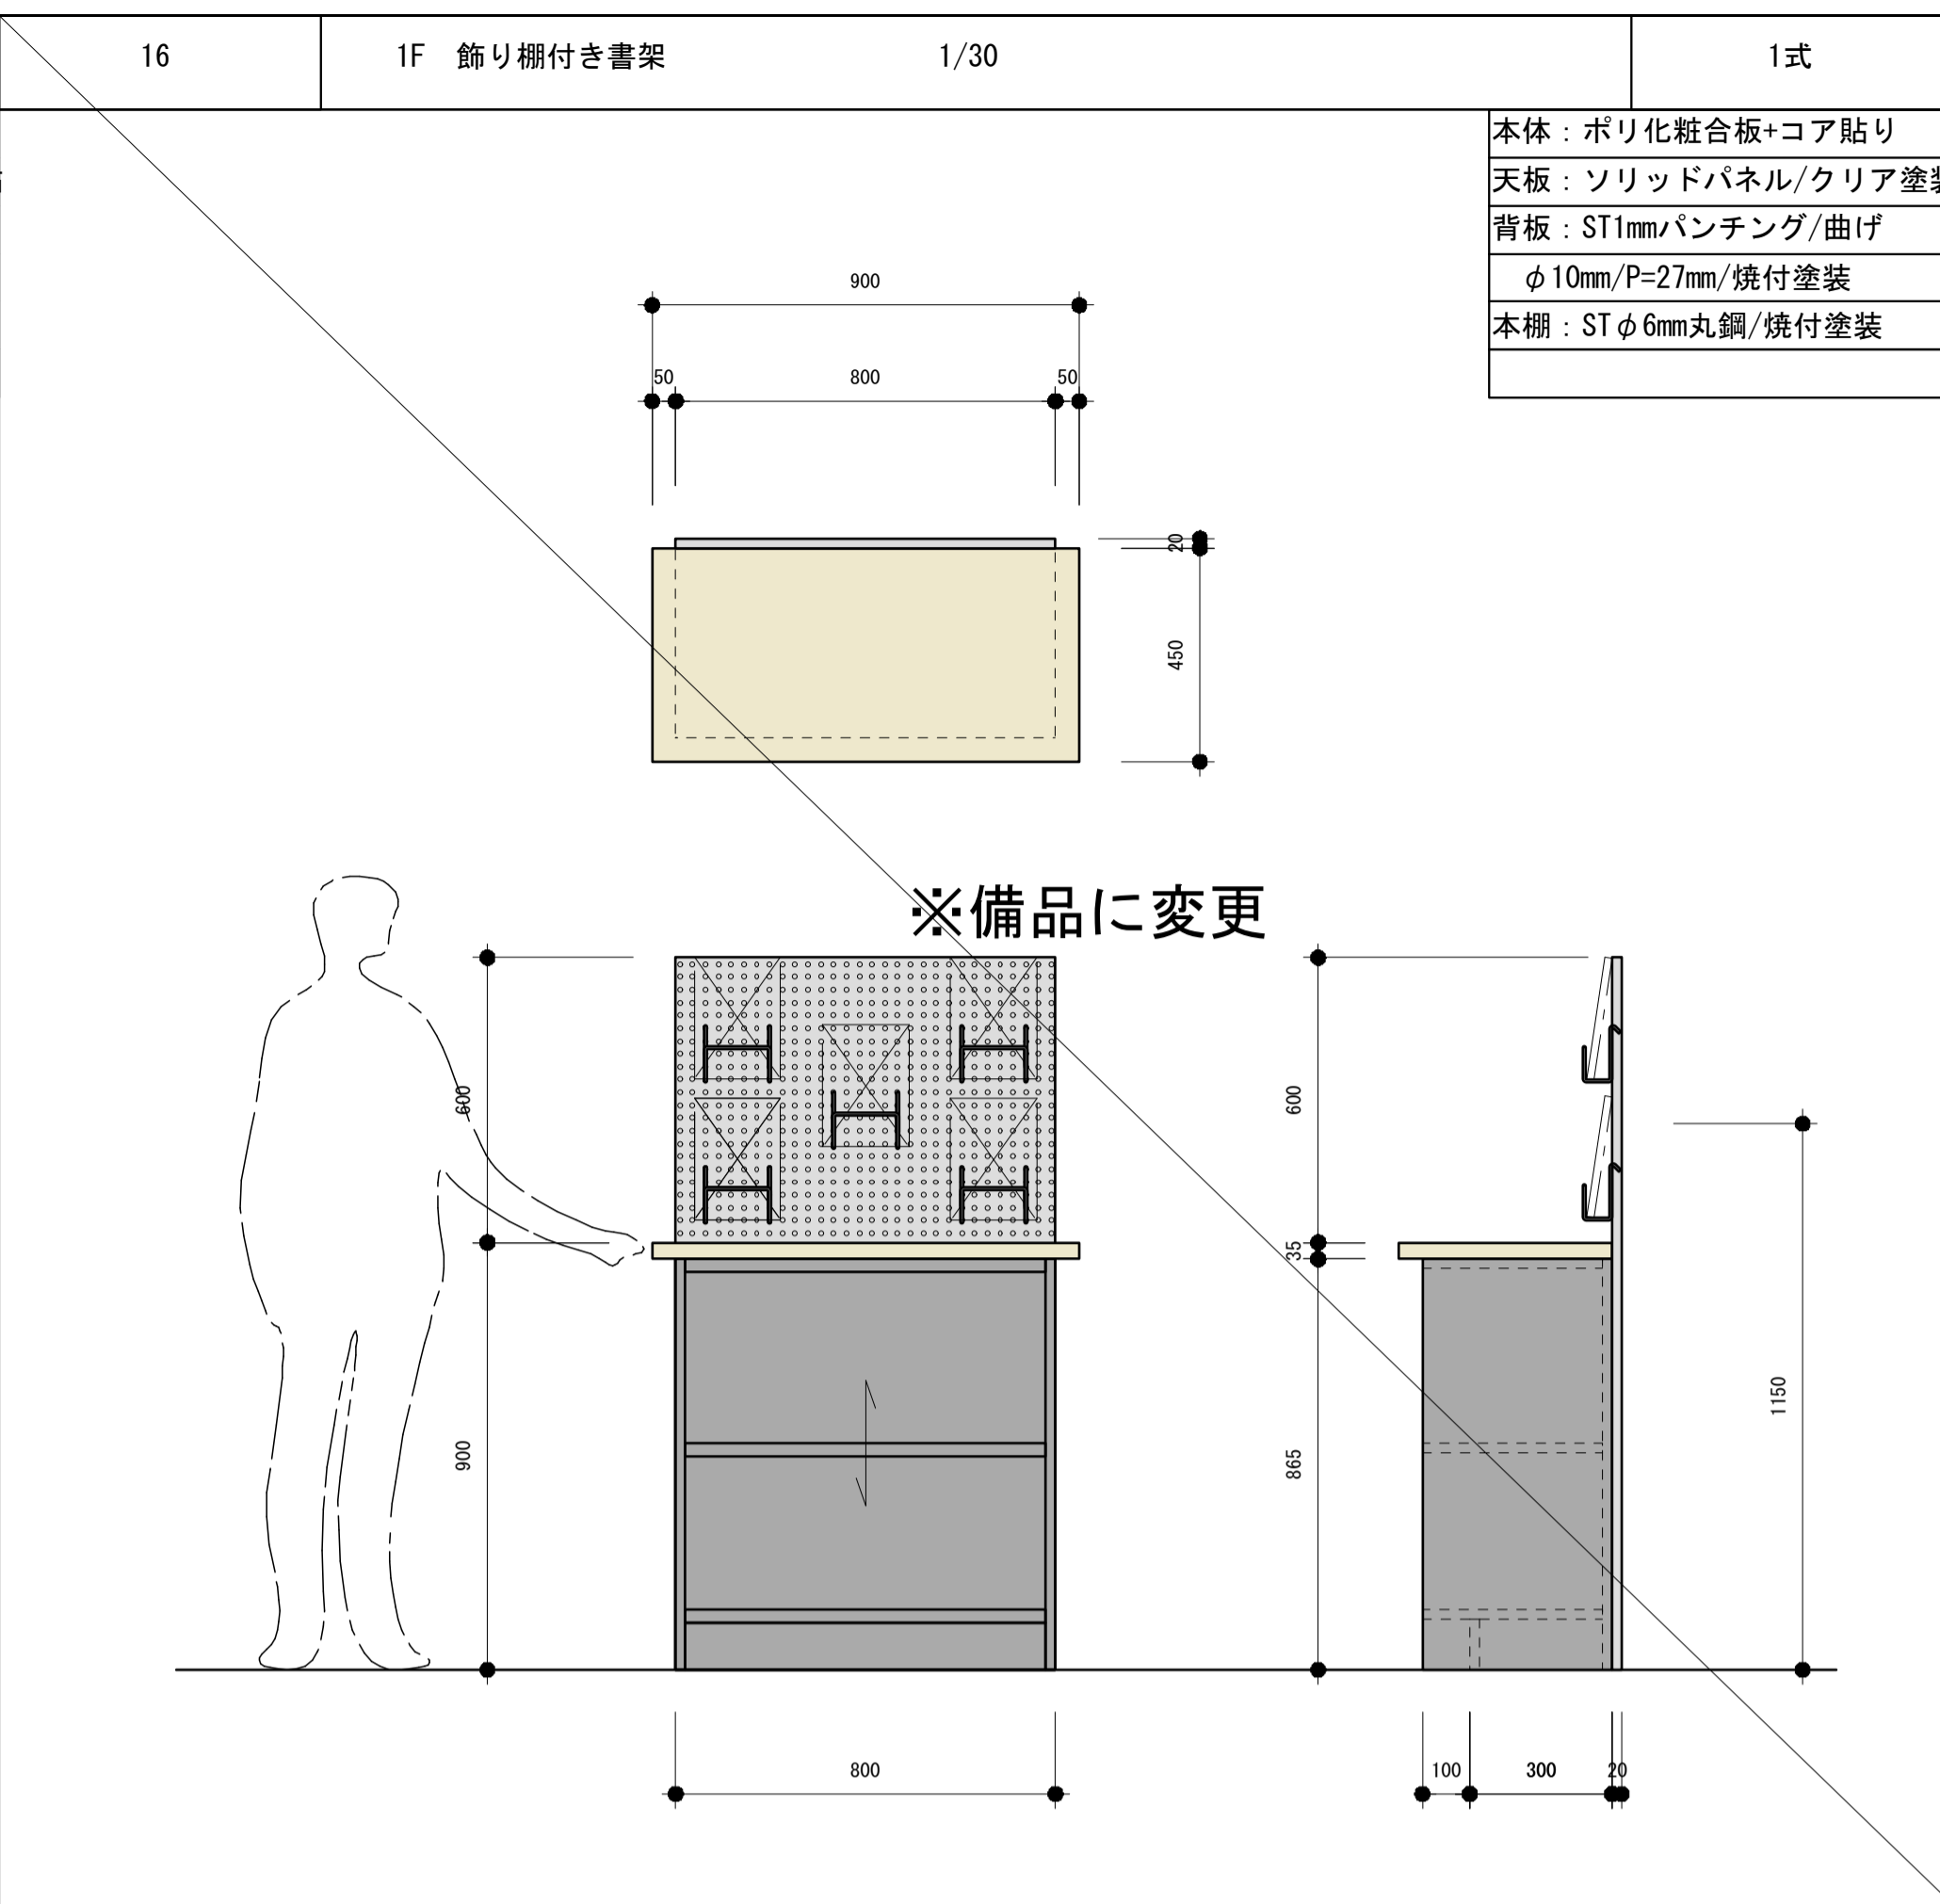 16
1F 飾り棚付き書架 1/30
1式
本体：ポリ化粧合板+コア貼り
天板：ソリッドパネル/クリア塗装
背板：ST1mmパンチング/曲げ
φ10mm/P=27mm/焼付塗装
本棚：STφ6mm丸鋼/焼付塗装
900
50 800 50
20
450
※備品に変更
600
900
600
35
865
1150
800
100 300 20